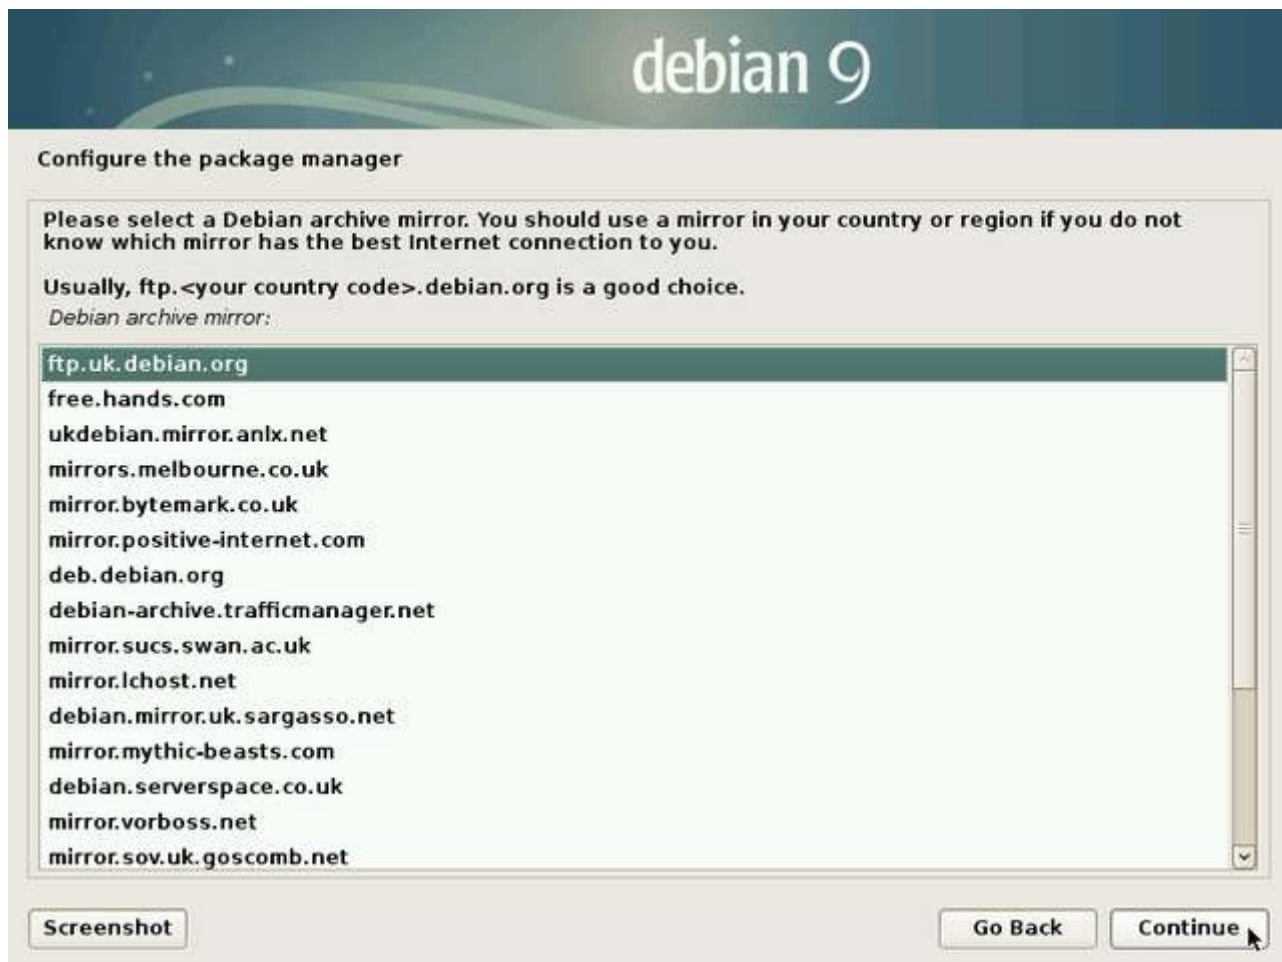 debian 9
Configure the package manager
Please select a Debian archive mirror. You should use a mirror in your country or region if you do not
know which mirror has the best Internet connection to you.
Usually, ftp.<your country code>.debian.org is a good choice.
Debian archive mirror:
ftp.uk.debian.org
free.hands.com
ukdebian.mirror.anlx.net
mirrors.melbourne.co.uk
mirror.bytemark.co.uk
mirror.positive-internet.com
deb.debian.org
debian-archive.trafficmanager.net
mirror.sucs.swan.ac.uk
mirror.lchost.net
debian.mirror.uk.sargasso.net
mirror.mythic-beasts.com
debian.serverspace.co.uk
mirror.vorboss.net
mirror.sov.uk.goscomb.net
Screenshot
Go Back
Continue